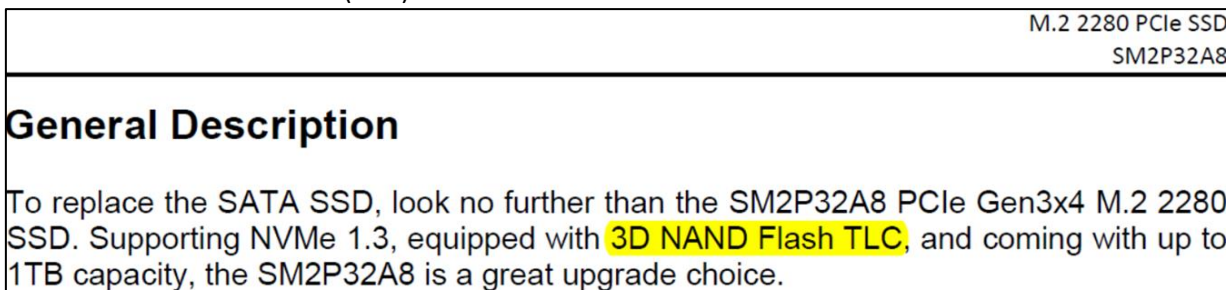 M.2 2280 PCIe SSD
SM2P32A8
General Description
To replace the SATA SSD, look no further than the SM2P32A8 PCIe Gen3x4 M.2 2280
SSD. Supporting NVMe 1.3, equipped with 3D NAND Flash TLC, and coming with up to
1TB capacity, the SM2P32A8 is a great upgrade choice.